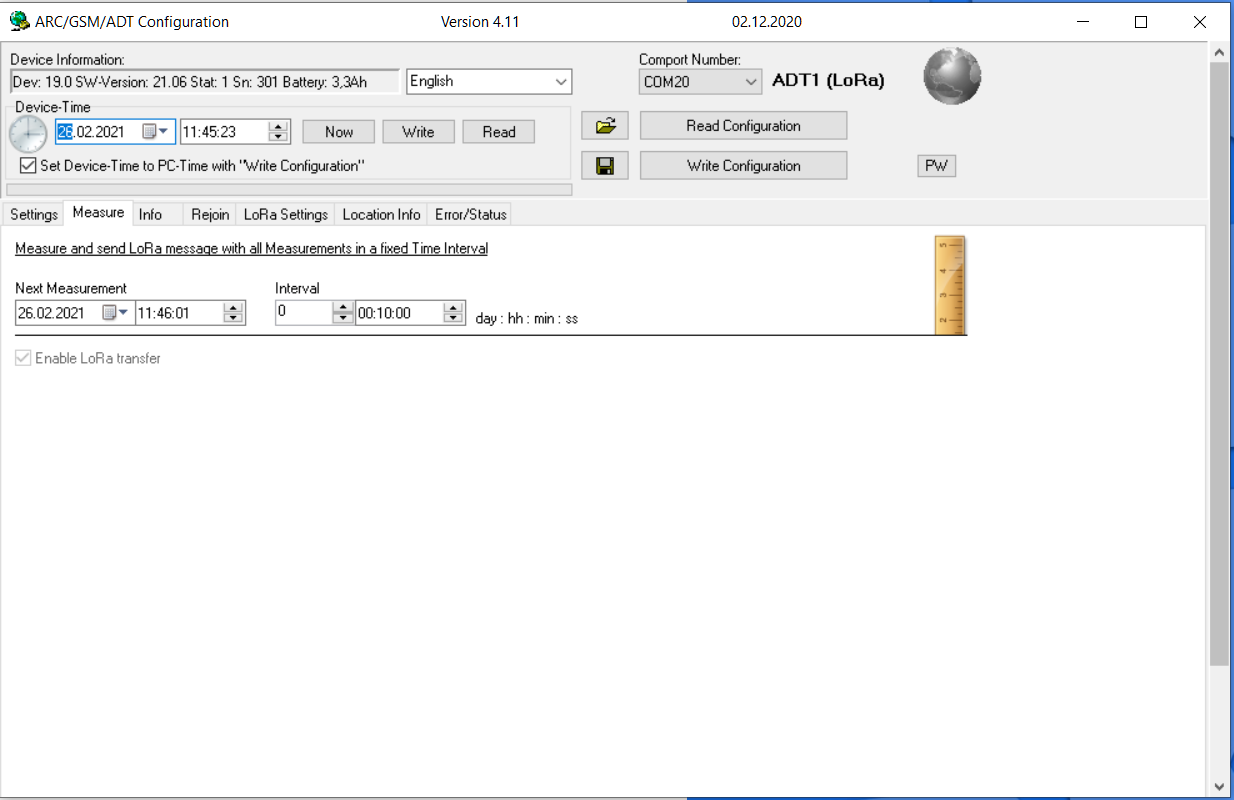 ARC/GSM/ADT Configuration Version 4.11 02.12.2020
Device Information: Comport Number:
Dev: 19.0 SW-Version: 21.06 Stat: 1 Sn: 301 Battery: 3,3Ah English COM20 ADT1 (LoRa)
Device-Time
26.02.2021 11:45:23 Now Write Read Read Configuration
Set Device-Time to PC-Time with "Write Configuration" Write Configuration PW
Settings Measure Info Rejoin LoRa Settings Location Info Error/Status
Measure and send LoRa message with all Measurements in a fixed Time Interval
Next Measurement Interval
26.02.2021 11:46:01 0 00:10:00 day : hh : min : ss
Enable LoRa transfer
5
4
3
2